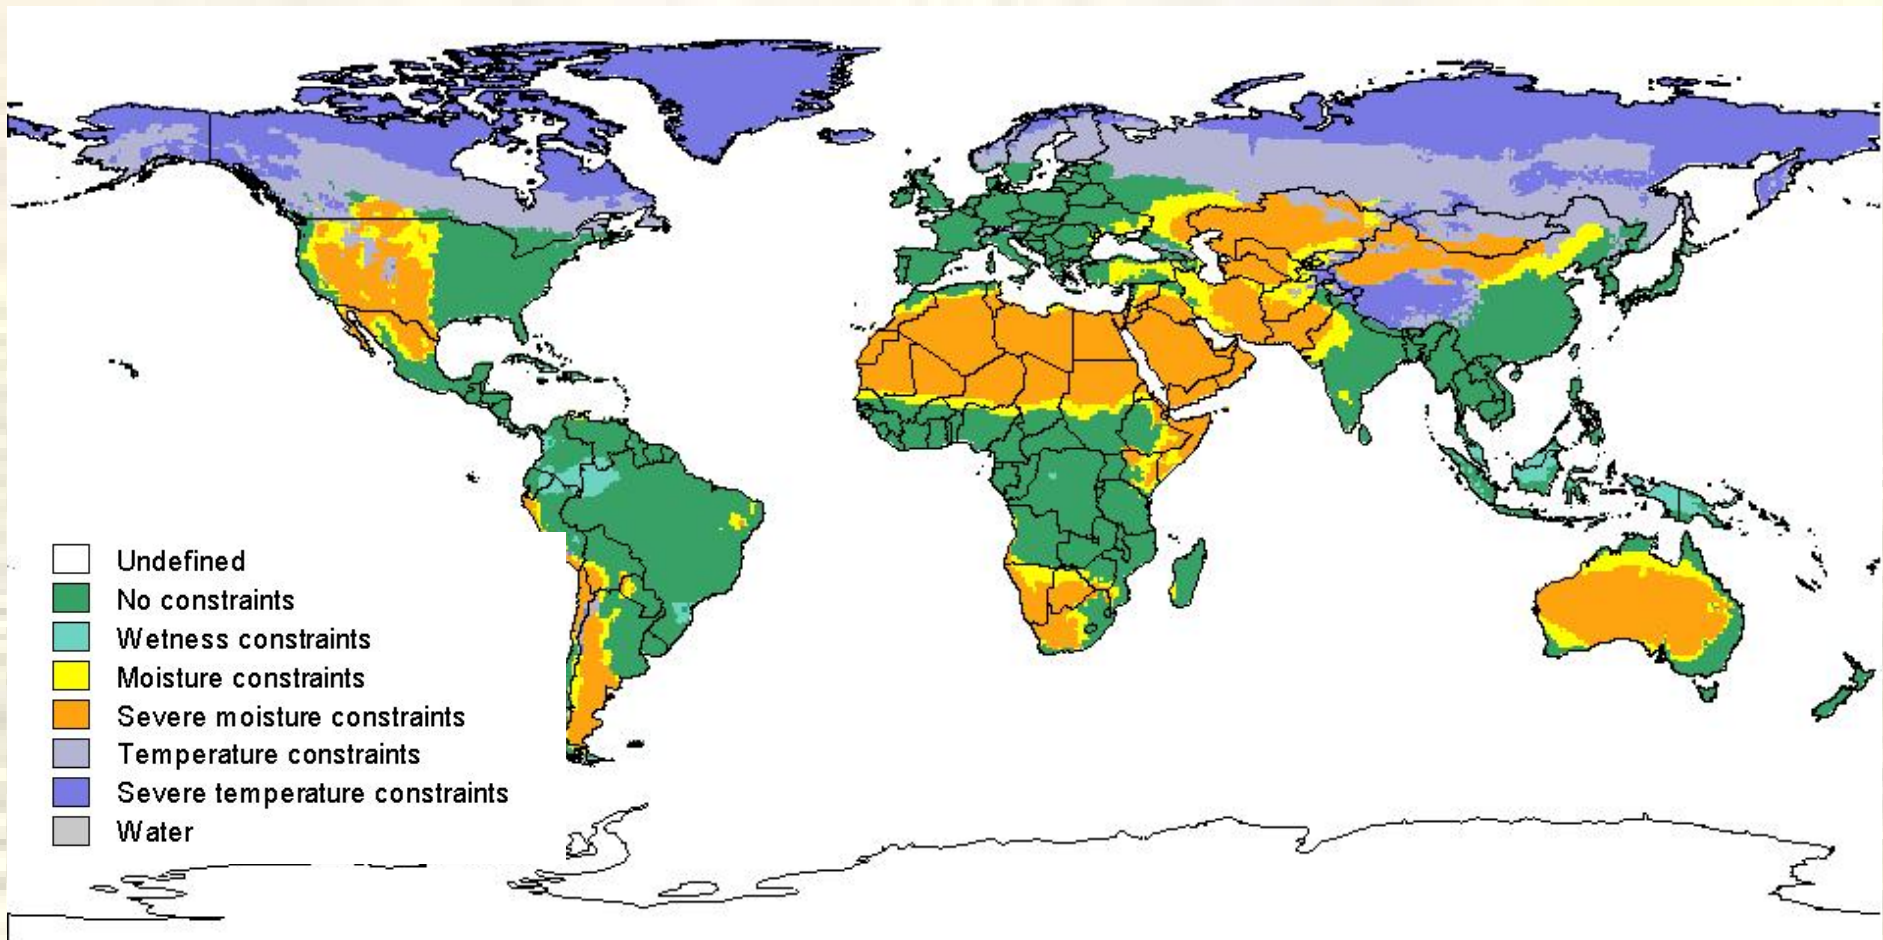 Undefined
No constraints
Wetness constraints
Moisture constraints
Severe moisture constraints
Temperature constraints
Severe temperature constraints
Water